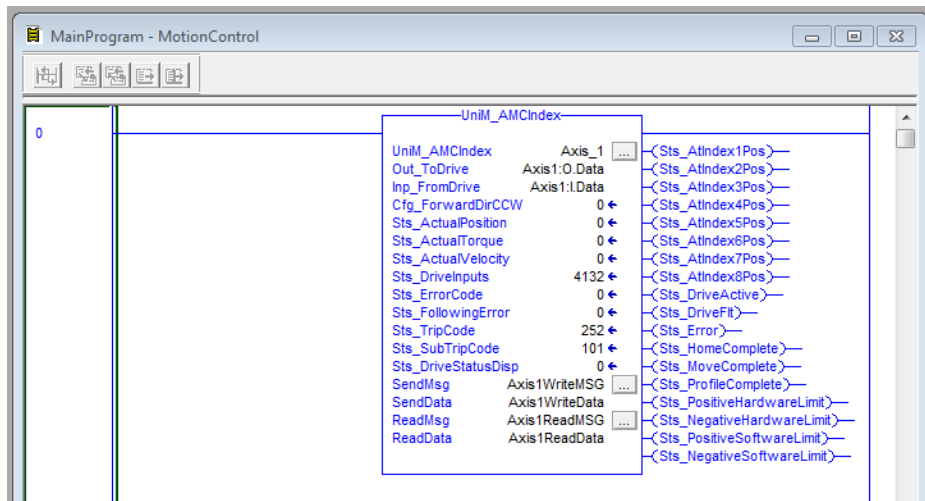 MainProgram - MotionControl
0
UniM_AMCIndex
UniM_AMCIndex Axis_1 ... (Sts_AtIndex1Pos)
Out_ToDrive Axis1:O.Data (Sts_AtIndex2Pos)
Inp_FromDrive Axis1:I.Data (Sts_AtIndex3Pos)
Cfg_ForwardDirCCW 0 (Sts_AtIndex4Pos)
Sts_ActualPosition 0 (Sts_AtIndex5Pos)
Sts_ActualTorque 0 (Sts_AtIndex6Pos)
Sts_ActualVelocity 0 (Sts_AtIndex7Pos)
Sts_DriveInputs 4132 (Sts_AtIndex8Pos)
Sts_ErrorCode 0 (Sts_DriveActive)
Sts_FollowingError 0 (Sts_DriveFlt)
Sts_TripCode 252 (Sts_Error)
Sts_SubTripCode 101 (Sts_HomeComplete)
Sts_DriveStatusDisp 0 (Sts_MoveComplete)
SendMsg Axis1WriteMSG ... (Sts_ProfileComplete)
SendData Axis1WriteData (Sts_PositiveHardwareLimit)
ReadMsg Axis1ReadMSG ... (Sts_NegativeHardwareLimit)
ReadData Axis1ReadData (Sts_PositiveSoftwareLimit)
(Sts_NegativeSoftwareLimit)